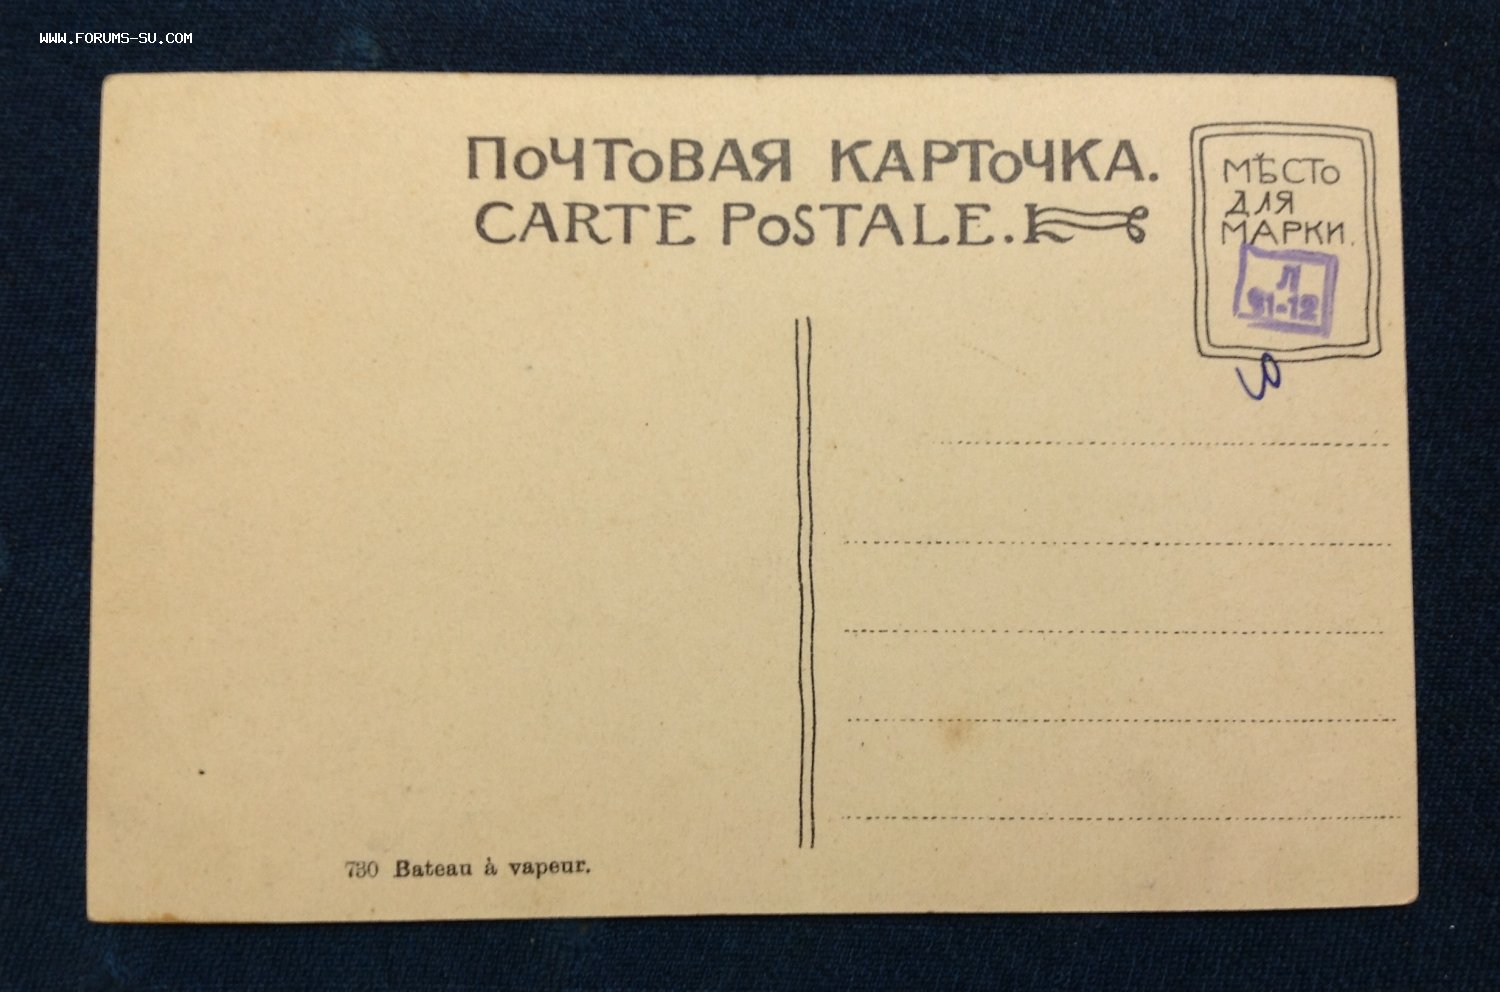 WWW.FORUMS-SU.COM
ПОЧТОВАЯ КАРТОЧКА.
CARTE POSTALE.
МѢСТО
ДЛЯ
МАРКИ.
Л
91-12
730 Bateau à vapeur.